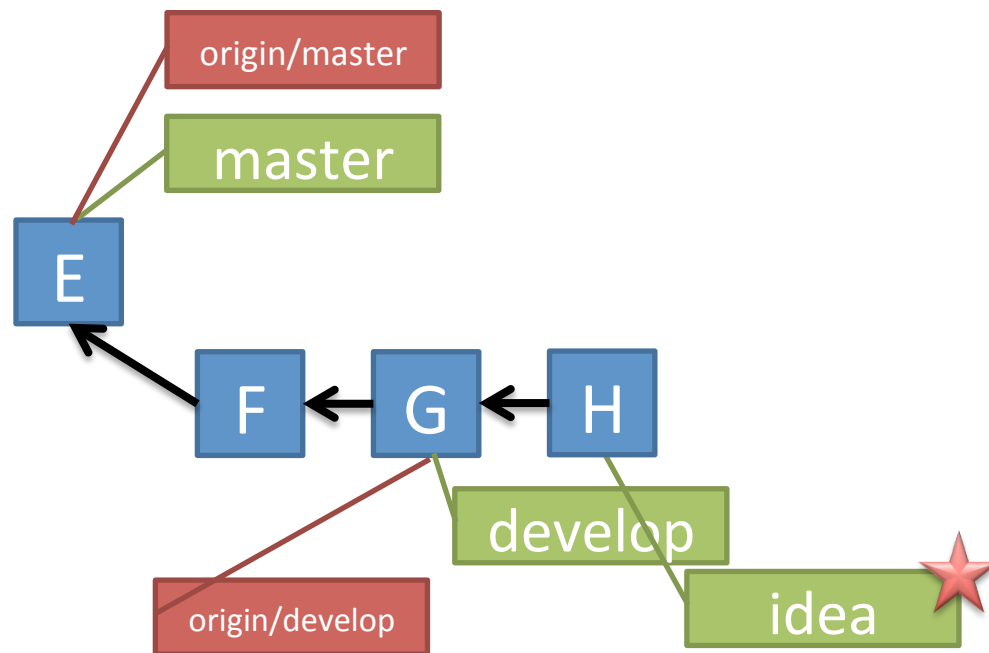 origin/master
master
E
F
G
H
develop
origin/develop
idea